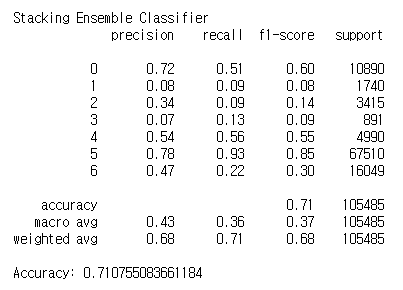 Stacking Ensemble Classifier
precision recall f1-score support
0 0.72 0.51 0.60 10890
1 0.08 0.09 0.08 1740
2 0.34 0.09 0.14 3415
3 0.07 0.13 0.09 891
4 0.54 0.56 0.55 4990
5 0.78 0.93 0.85 67510
6 0.47 0.22 0.30 16049
accuracy 0.71 105485
macro avg 0.43 0.36 0.37 105485
weighted avg 0.68 0.71 0.68 105485
Accuracy: 0.710755083661184